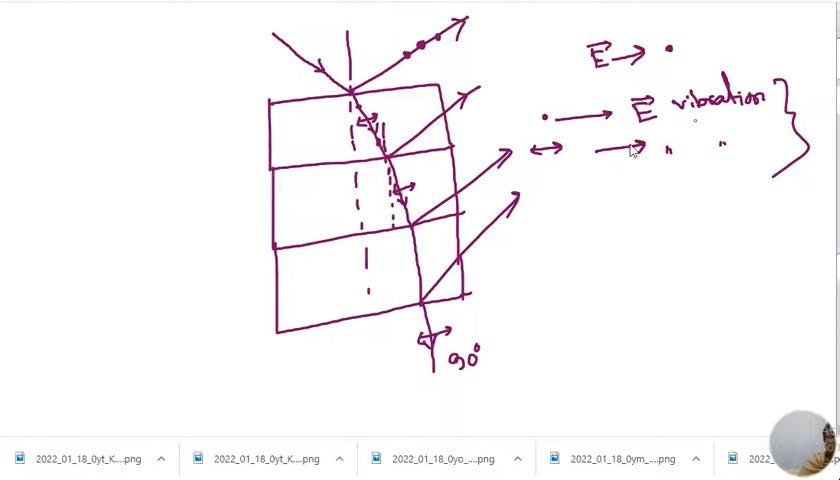 E → •
• → E vibration
↔ → " "
90°
2022_01_18_0yt_K....png
2022_01_18_0yt_K....png
2022_01_18_0yo_....png
2022_01_18_0ym_....png
2022_